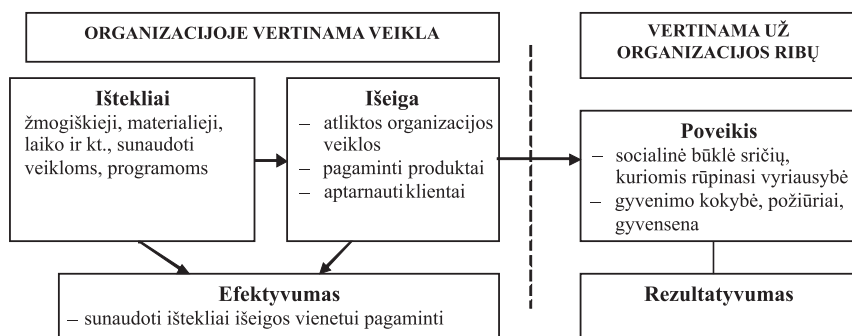 ORGANIZACIJOJE VERTINAMA VEIKLA
VERTINAMA UŽ
ORGANIZACIJOS RIBŲ
Ištekliai
žmogiškieji, materialieji,
laiko ir kt., sunaudoti
veikloms, programoms
Išeiga
– atliktos organizacijos
veiklos
– pagaminti produktai
– aptarnauti klientai
Poveikis
– socialinė būklė sričių,
kuriomis rūpinasi vyriausybė
– gyvenimo kokybė, požiūriai,
gyvensena
Efektyvumas
– sunaudoti ištekliai išeigos vienetui pagaminti
Rezultatyvumas